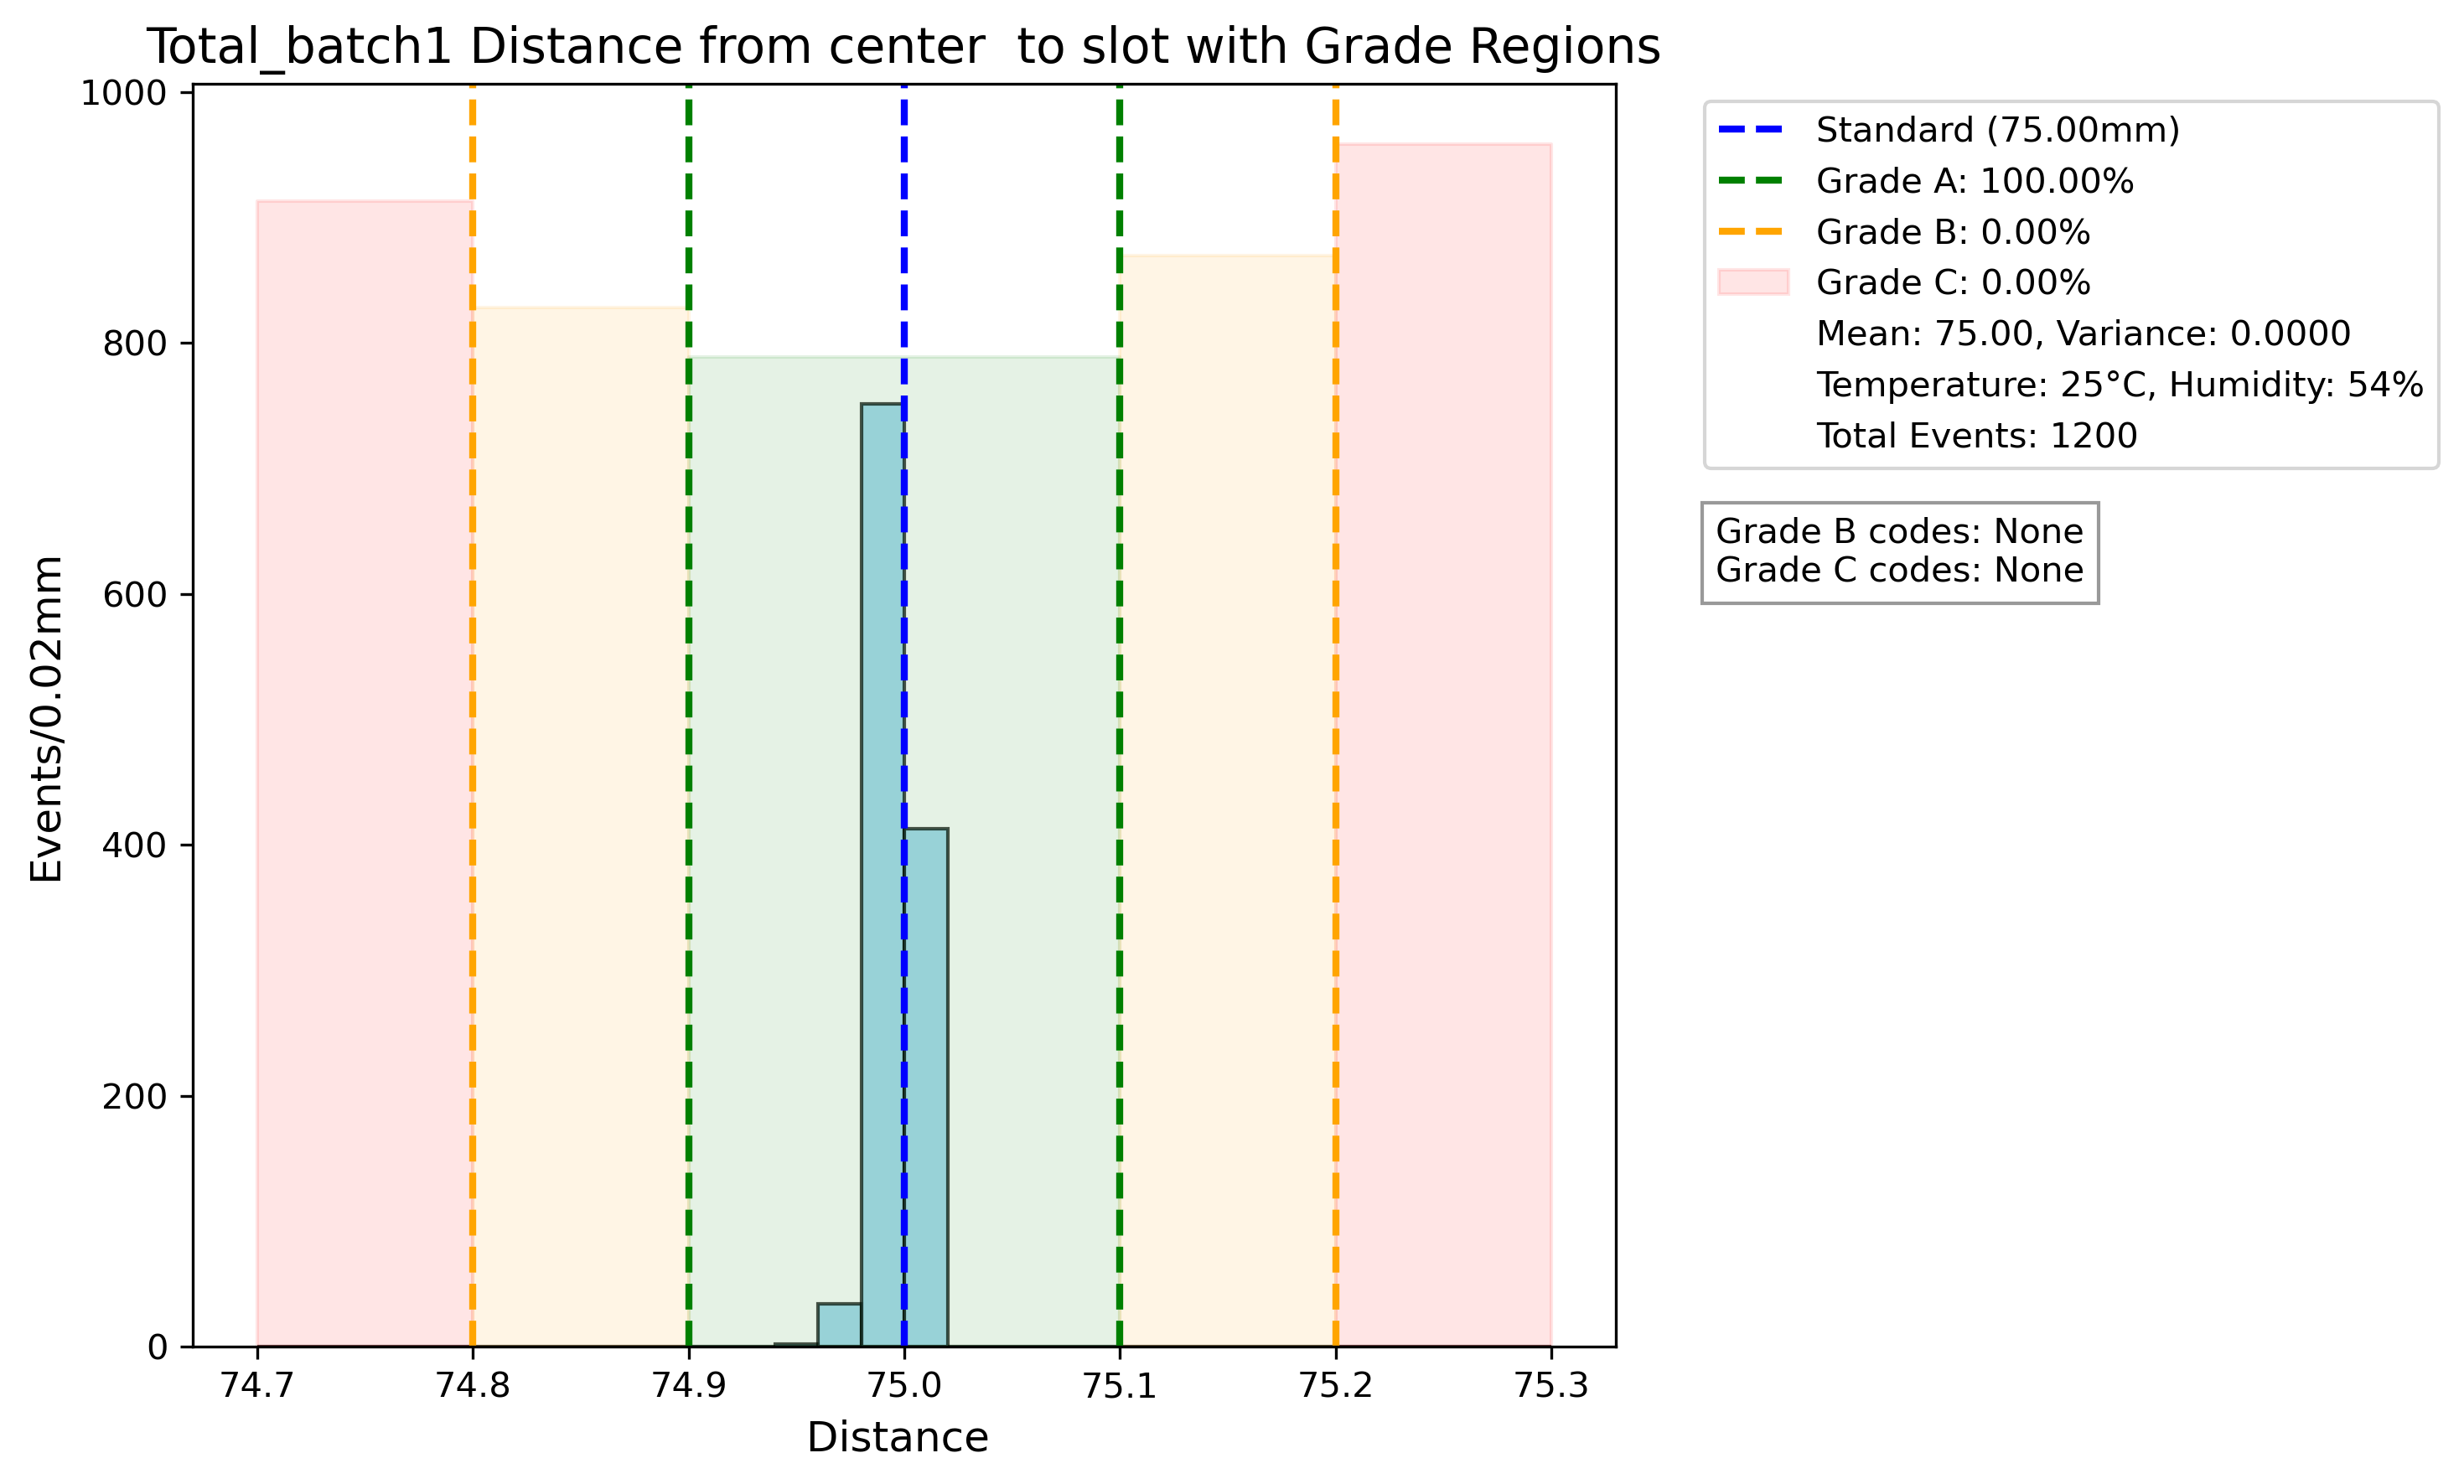 Total_batch1 Distance from center  to slot with Grade Regions
1000
800
600
400
200
0
Events/0.02mm
74.7 74.8 74.9 75.0 75.1 75.2 75.3
Distance
Standard (75.00mm)
Grade A: 100.00%
Grade B: 0.00%
Grade C: 0.00%
Mean: 75.00, Variance: 0.0000
Temperature: 25°C, Humidity: 54%
Total Events: 1200
Grade B codes: None
Grade C codes: None